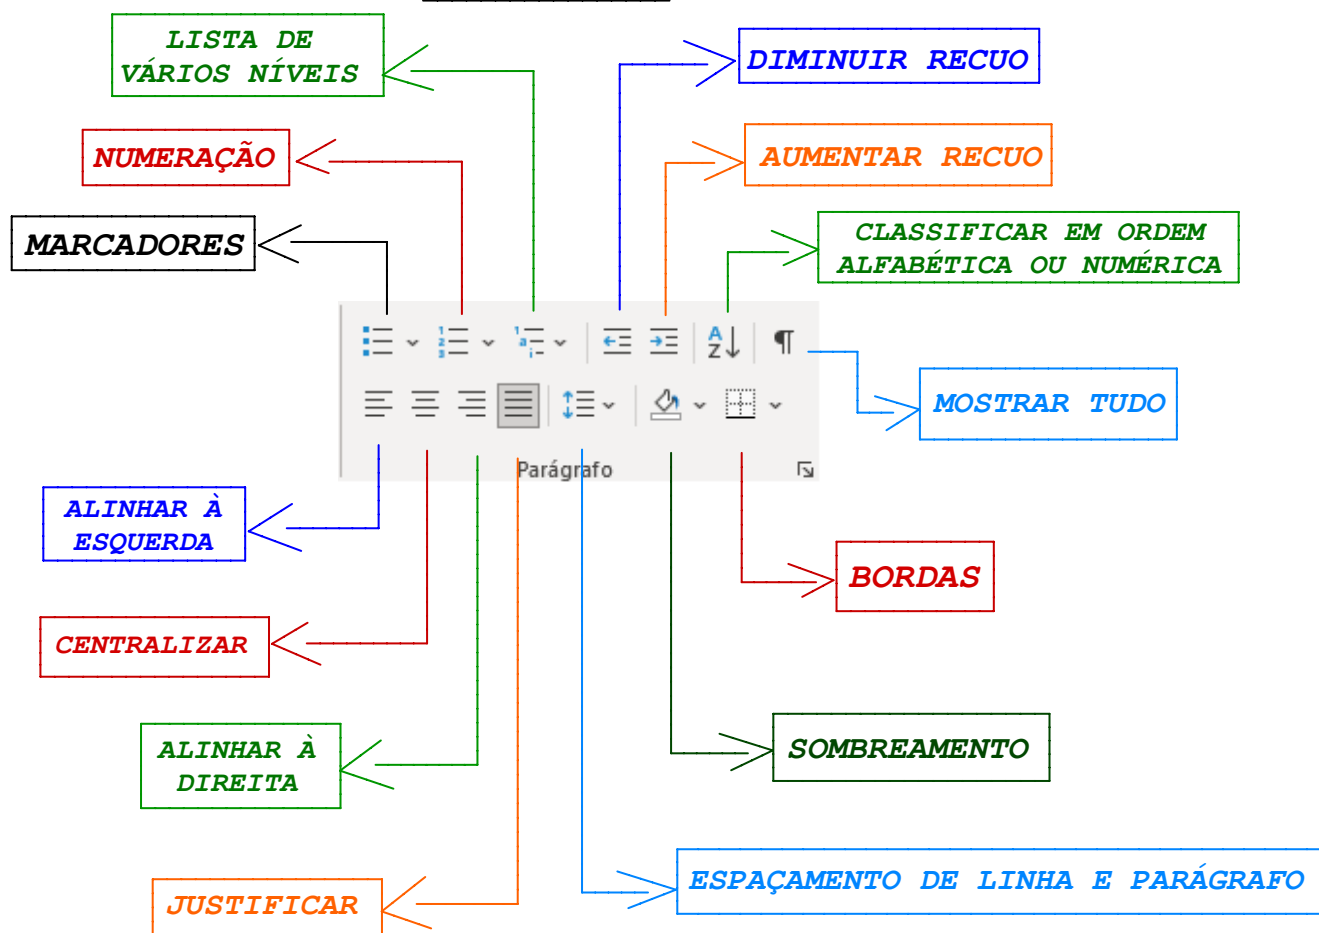 LISTA DE
VÁRIOS NÍVEIS
DIMINUIR RECUO
NUMERAÇÃO
AUMENTAR RECUO
MARCADORES
CLASSIFICAR EM ORDEM
ALFABÉTICA OU NUMÉRICA
MOSTRAR TUDO
Parágrafo
ALINHAR À
ESQUERDA
BORDAS
CENTRALIZAR
ALINHAR À
DIREITA
SOMBREAMENTO
JUSTIFICAR
ESPAÇAMENTO DE LINHA E PARÁGRAFO